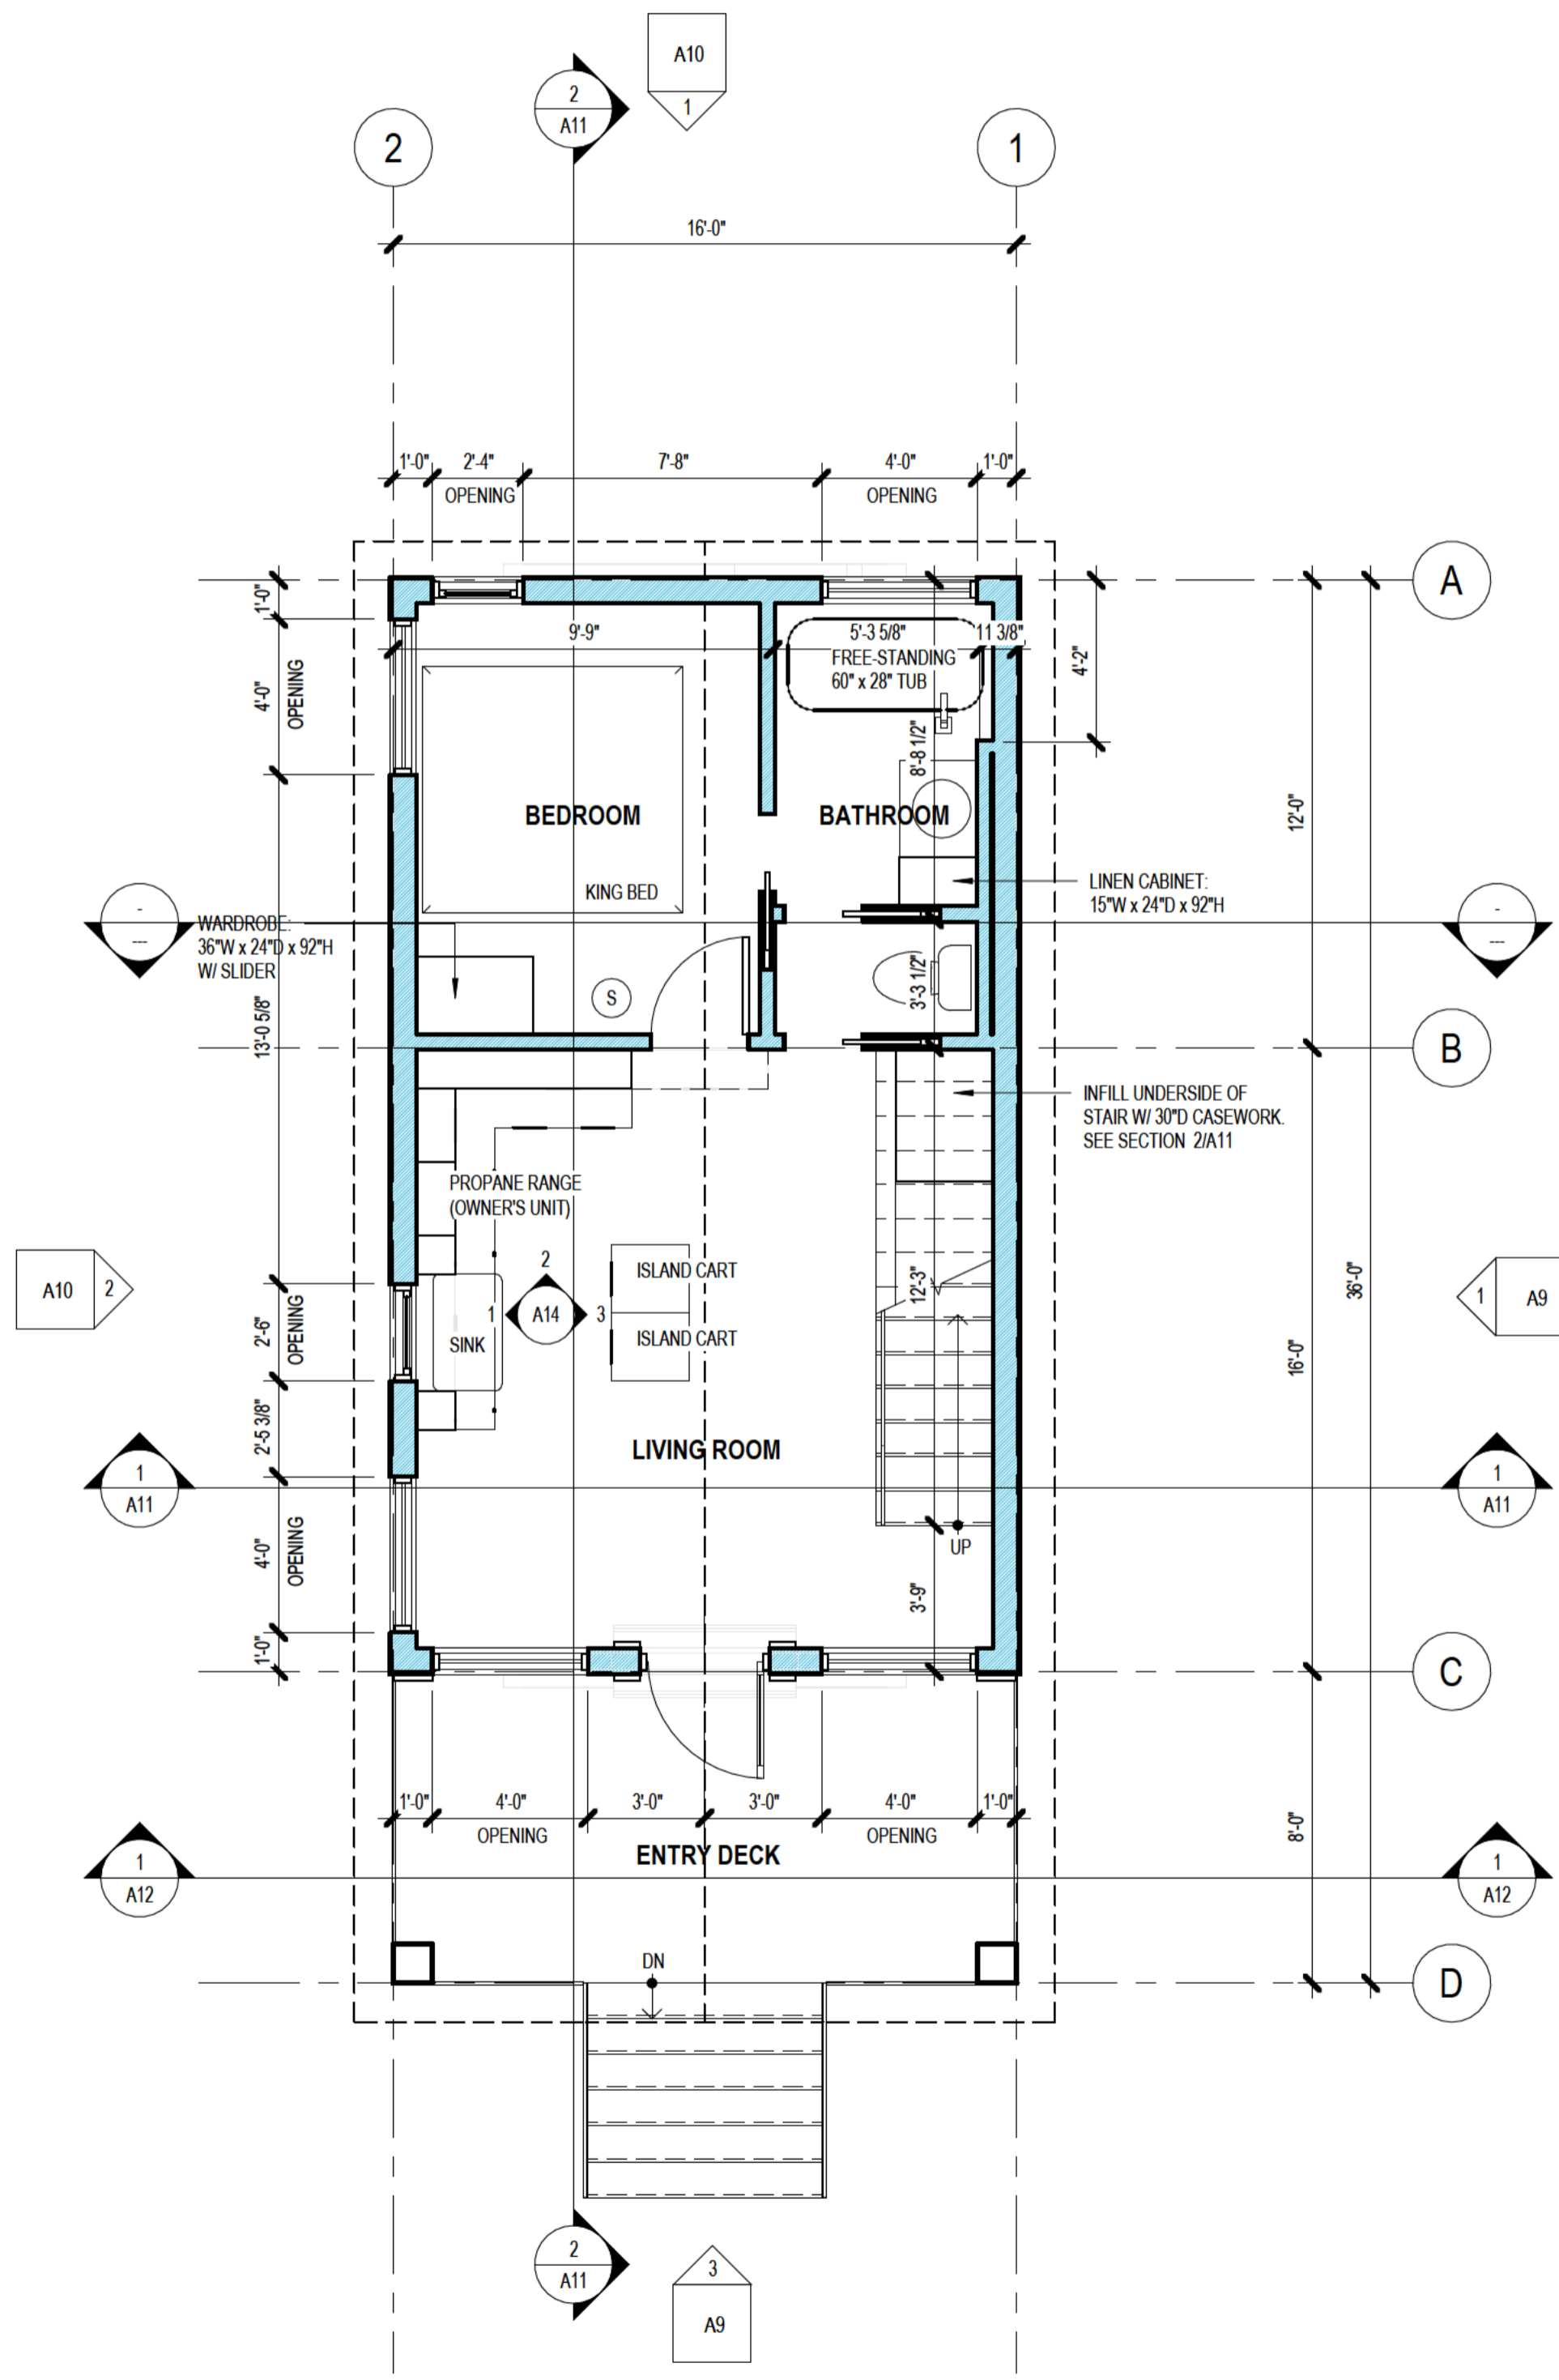 A10
1
2
A11
2
1
16'-0"
1'-0"
2'-4"
7'-8"
4'-0"
1'-0"
OPENING
OPENING
A
1'-0"
9'-9"
5'-3 5/8"
11 3/8"
FREE-STANDING
60" x 28" TUB
4'-2"
4'-0"
OPENING
8'-8 1/2"
BEDROOM
BATHROOM
12'-0"
KING BED
LINEN CABINET:
15"W x 24"D x 92"H
-
---
WARDROBE:
36"W x 24"D x 92"H
W/ SLIDER
-
---
S
3'-3 1/2"
13'-0 5/8"
B
INFILL UNDERSIDE OF
STAIR W/ 30"D CASEWORK.
SEE SECTION 2/A11
PROPANE RANGE
(OWNER'S UNIT)
A10
2
2
1
A14
3
ISLAND CART
ISLAND CART
12'-3"
36'-0"
1
A9
2'-6"
OPENING
SINK
16'-0"
2'-5 3/8"
LIVING ROOM
1
A11
1
A11
4'-0"
OPENING
UP
3'-9"
1'-0"
C
1'-0"
4'-0"
3'-0"
3'-0"
4'-0"
1'-0"
OPENING
OPENING
8'-0"
ENTRY DECK
1
A12
1
A12
DN
D
2
A11
3
A9